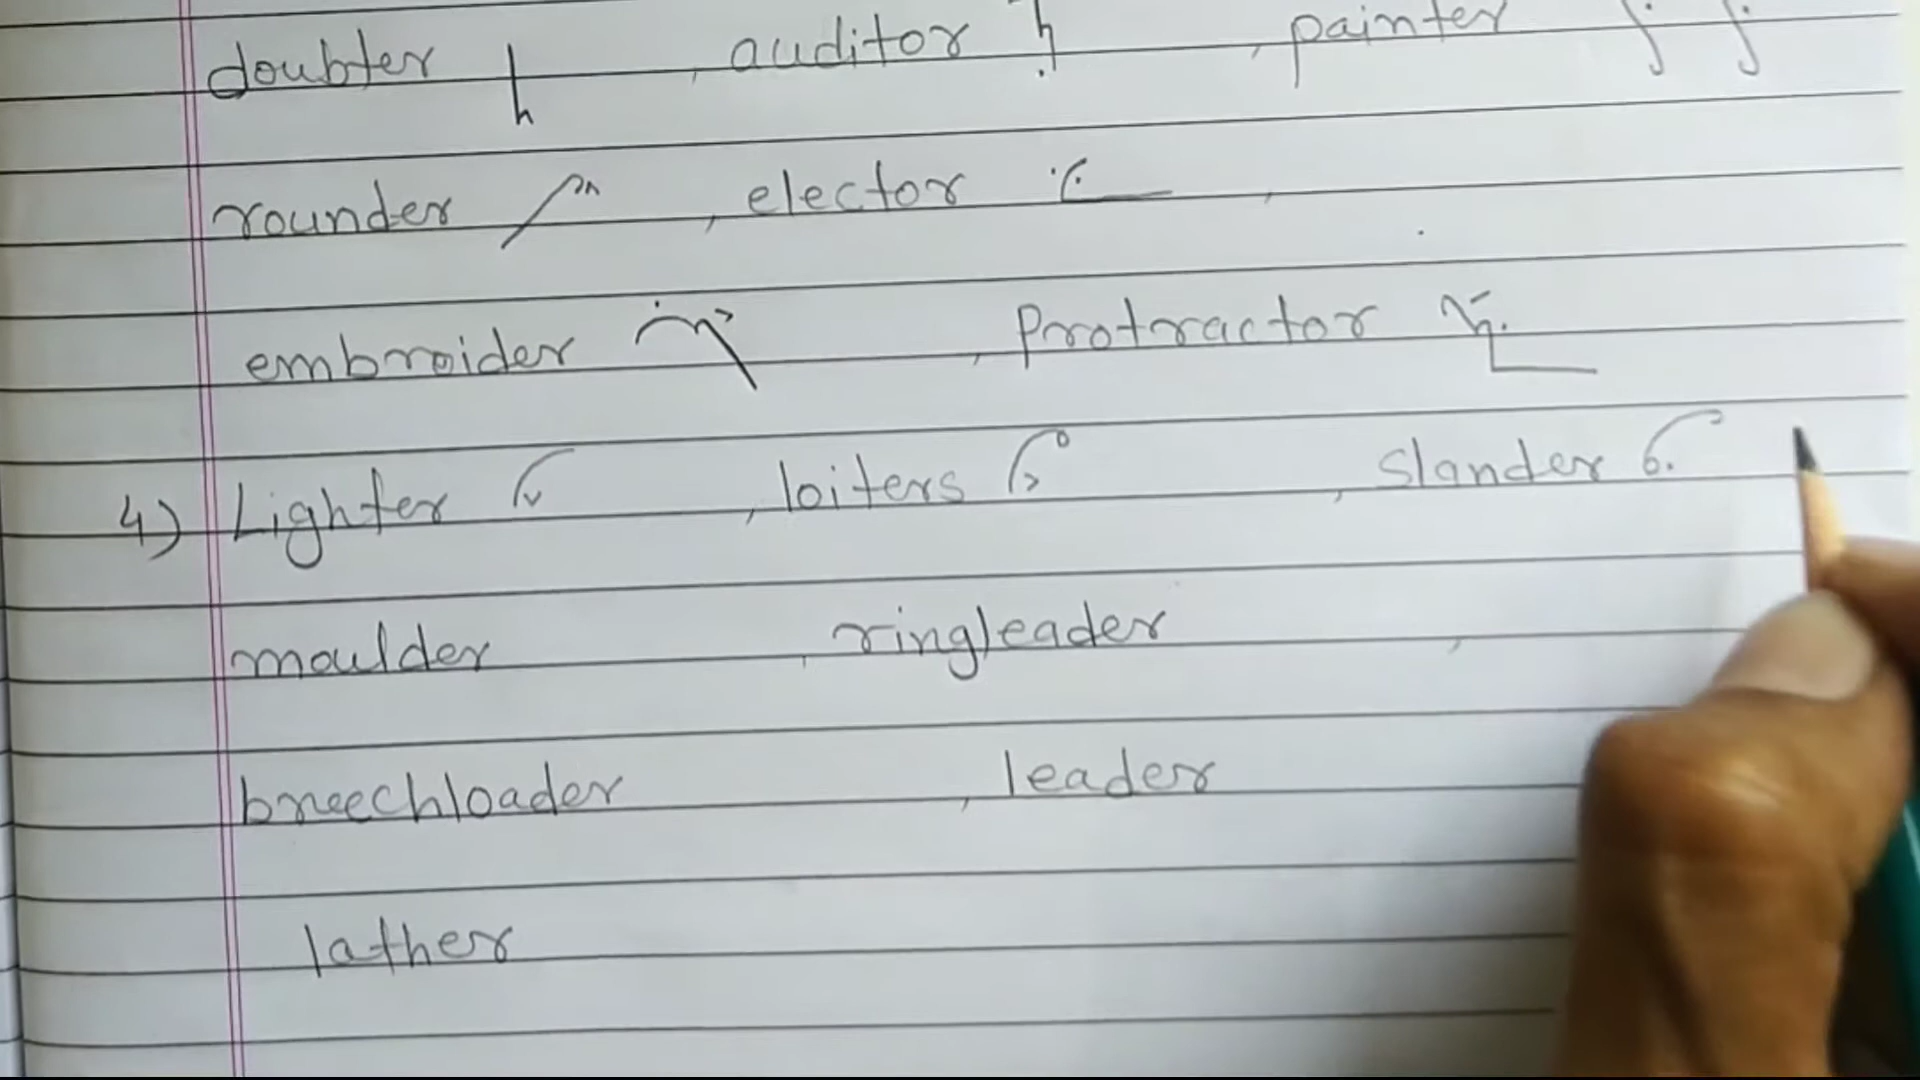 doubter , auditor , painter
rounder , elector ,
embroider , Protractor
4) Lighter , loiters , slander
moulder , ringleader ,
breechloader , leader
lather